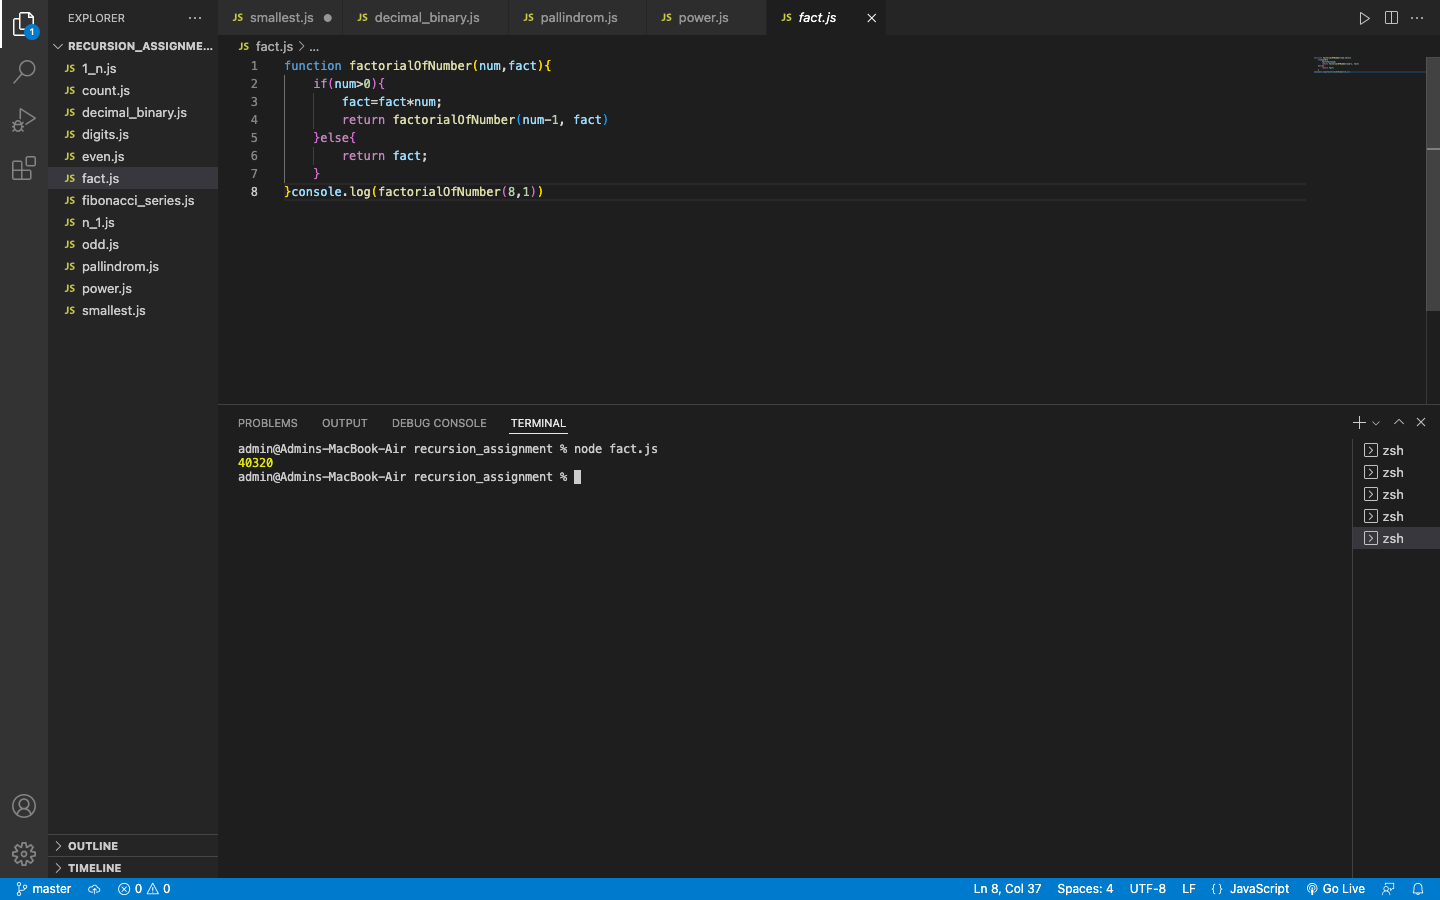 EXPLORER
1
RECURSION_ASSIGNME...
JS 1_n.js
JS count.js
JS decimal_binary.js
JS digits.js
JS even.js
JS fact.js
JS fibonacci_series.js
JS n_1.js
JS odd.js
JS pallindrom.js
JS power.js
JS smallest.js
OUTLINE
TIMELINE
JS smallest.js JS decimal_binary.js JS pallindrom.js JS power.js JS fact.js
JS fact.js > ...
1 function factorialOfNumber(num,fact){
2     if(num>0){
3         fact=fact*num;
4         return factorialOfNumber(num-1, fact)
5     }else{
6         return fact;
7     }
8 }console.log(factorialOfNumber(8,1))
PROBLEMS OUTPUT DEBUG CONSOLE TERMINAL
admin@Admins-MacBook-Air recursion_assignment % node fact.js
40320
admin@Admins-MacBook-Air recursion_assignment %
zsh
zsh
zsh
zsh
zsh
master 0 0 Ln 8, Col 37 Spaces: 4 UTF-8 LF {} JavaScript Go Live